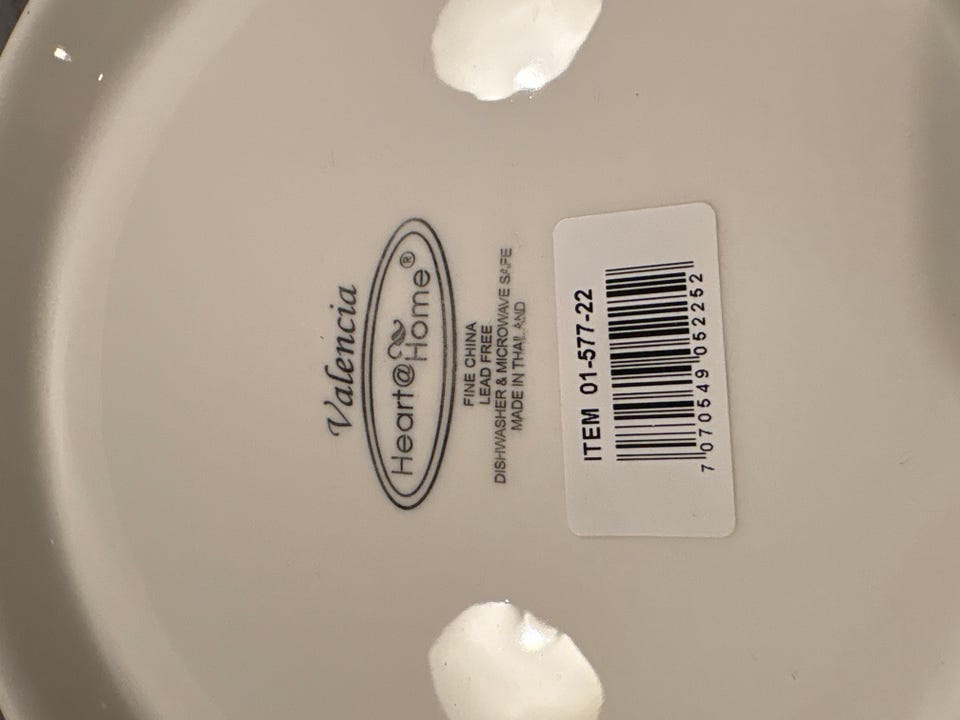 Valencia
Heart@
Home®
FINE CHINA
LEAD FREE
DISHWASHER & MICROWAVE SAFE
MADE IN THAILAND
ITEM 01-577-22
7 070549 052252